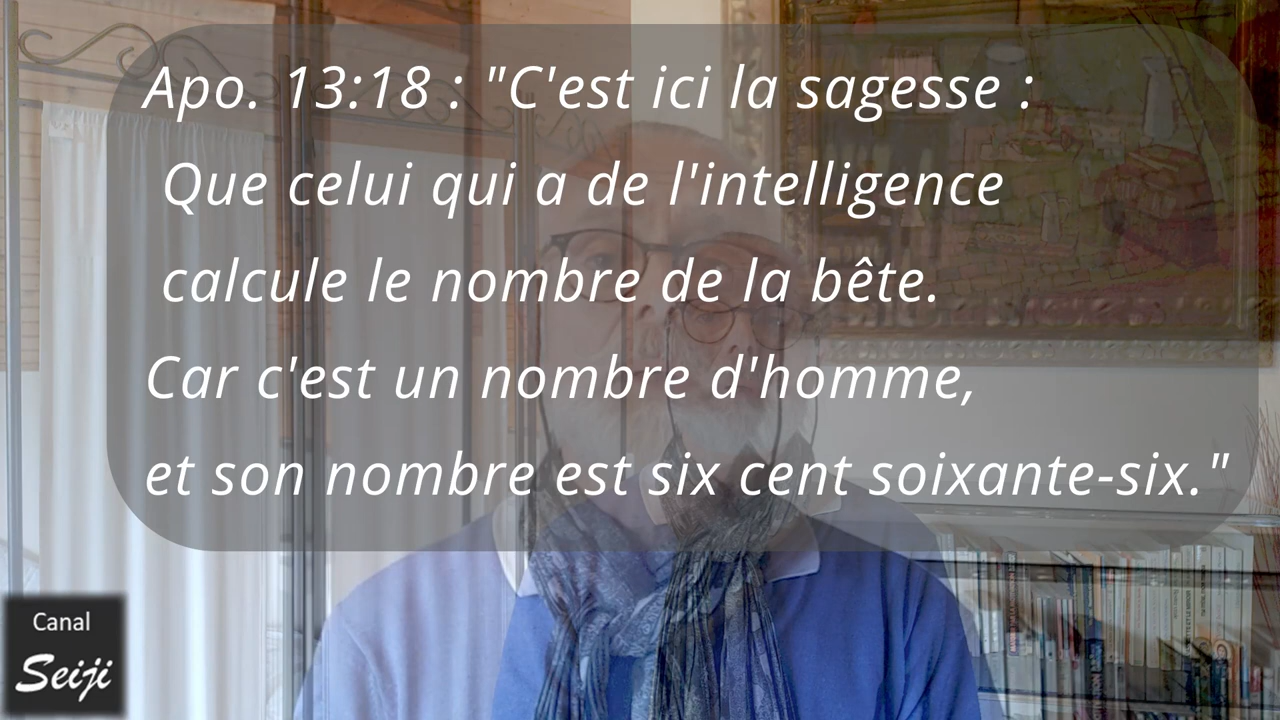 Apo. 13:18 : "C'est ici la sagesse :
Que celui qui a de l'intelligence
calcule le nombre de la bête.
Car c'est un nombre d'homme,
et son nombre est six cent soixante-six."
Canal
Seiji